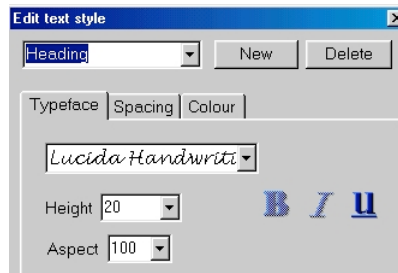 Edit text style
Heading New Delete
Typeface Spacing Colour
Lucida Handwriti
Height 20 B I u
Aspect 100